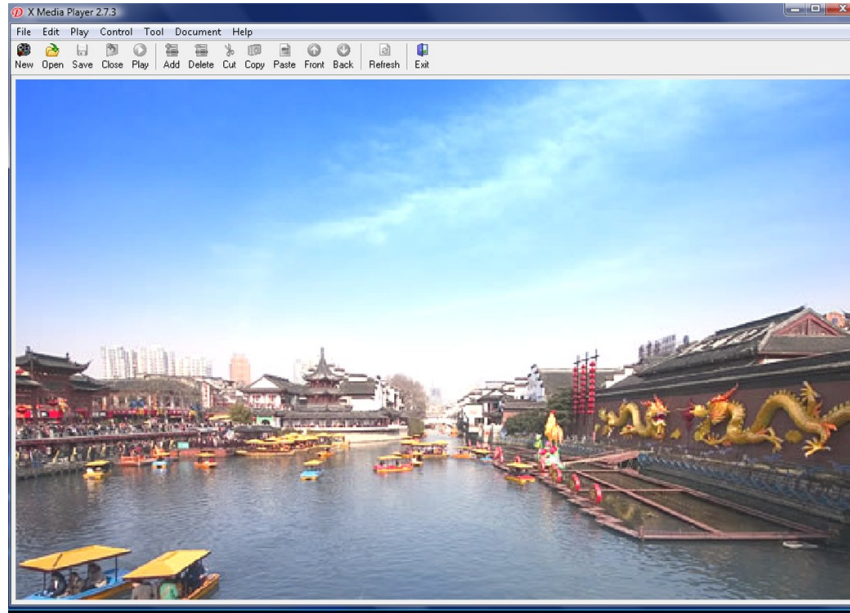 X Media Player 2.7.3
File Edit Play Control Tool Document Help
New Open Save Close Play Add Delete Cut Copy Paste Front Back Refresh Exit